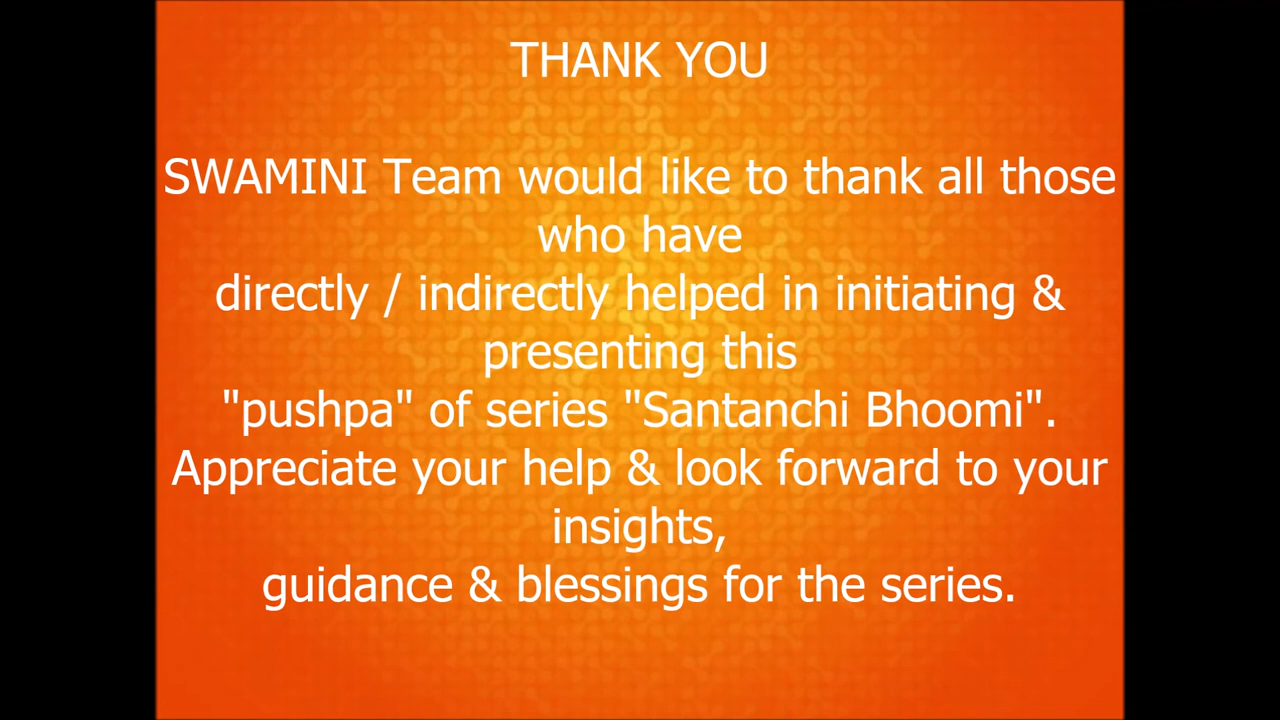 THANK YOU
SWAMINI Team would like to thank all those
who have
directly / indirectly helped in initiating &
presenting this
"pushpa" of series "Santanchi Bhoomi".
Appreciate your help & look forward to your
insights,
guidance & blessings for the series.